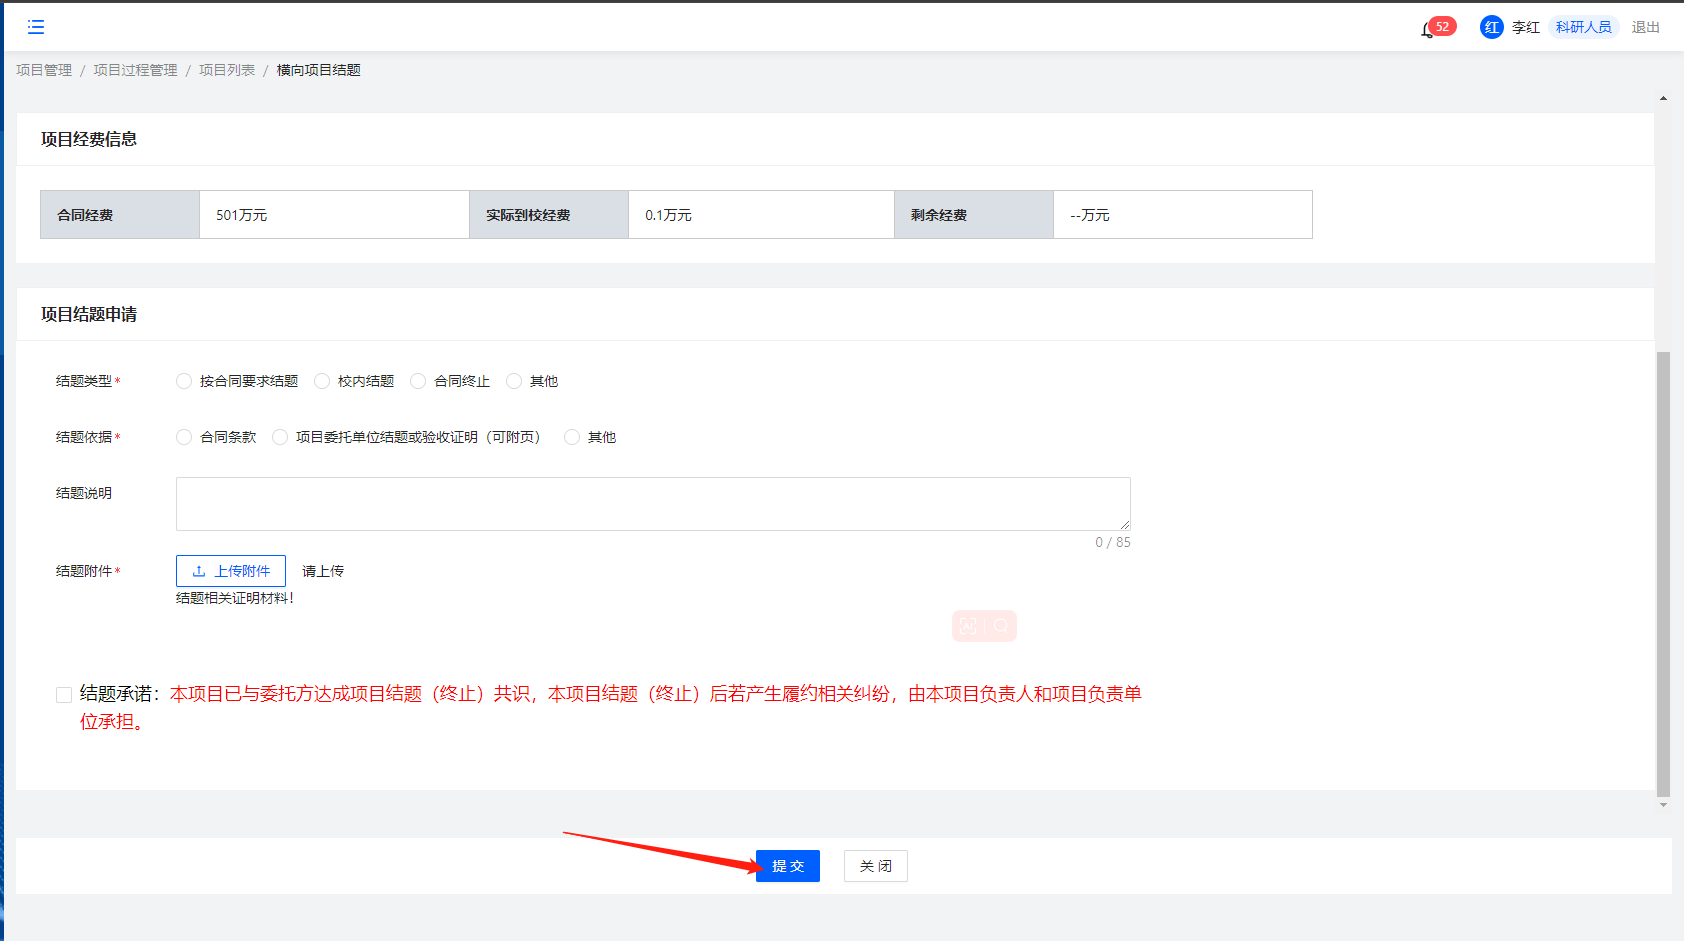 52 红 李红 科研人员 退出
项目管理 / 项目过程管理 / 项目列表 / 横向项目结题
项目经费信息
合同经费 501万元 实际到校经费 0.1万元 剩余经费 --万元
项目结题申请
结题类型* 按合同要求结题 校内结题 合同终止 其他
结题依据* 合同条款 项目委托单位结题或验收证明（可附页） 其他
结题说明
0 / 85
结题附件* 上传附件 请上传
结题相关证明材料！
AI
结题承诺：本项目已与委托方达成项目结题（终止）共识，本项目结题（终止）后若产生履约相关纠纷，由本项目负责人和项目负责单
位承担。
提交 关闭